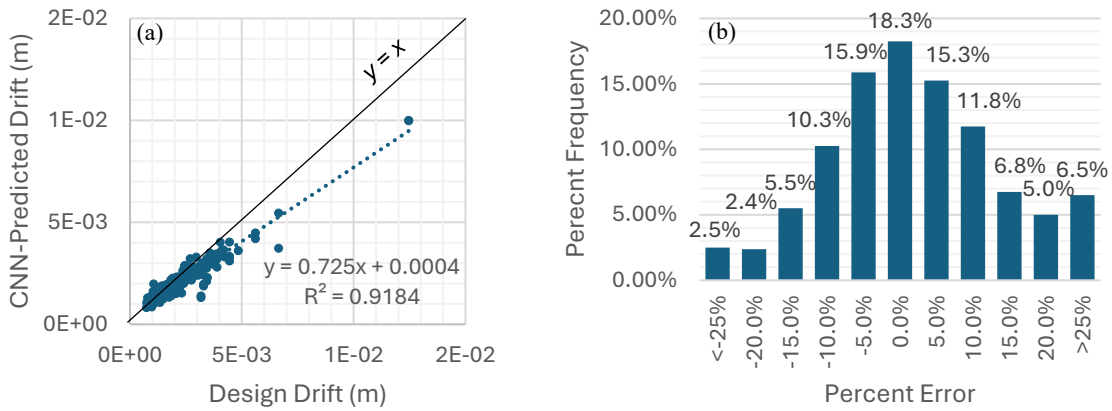 (a)
2E-02
1E-02
5E-03
0E+00
CNN-Predicted Drift (m)
y = x
y = 0.725x + 0.0004
R² = 0.9184
0E+00 5E-03 1E-02 2E-02
Design Drift (m)
(b)
20.00%
15.00%
10.00%
5.00%
0.00%
Perecnt Frequency
2.5%
2.4%
5.5%
10.3%
15.9%
18.3%
15.3%
11.8%
6.8%
5.0%
6.5%
<-25%
-20.0%
-15.0%
-10.0%
-5.0%
0.0%
5.0%
10.0%
15.0%
20.0%
>25%
Percent Error